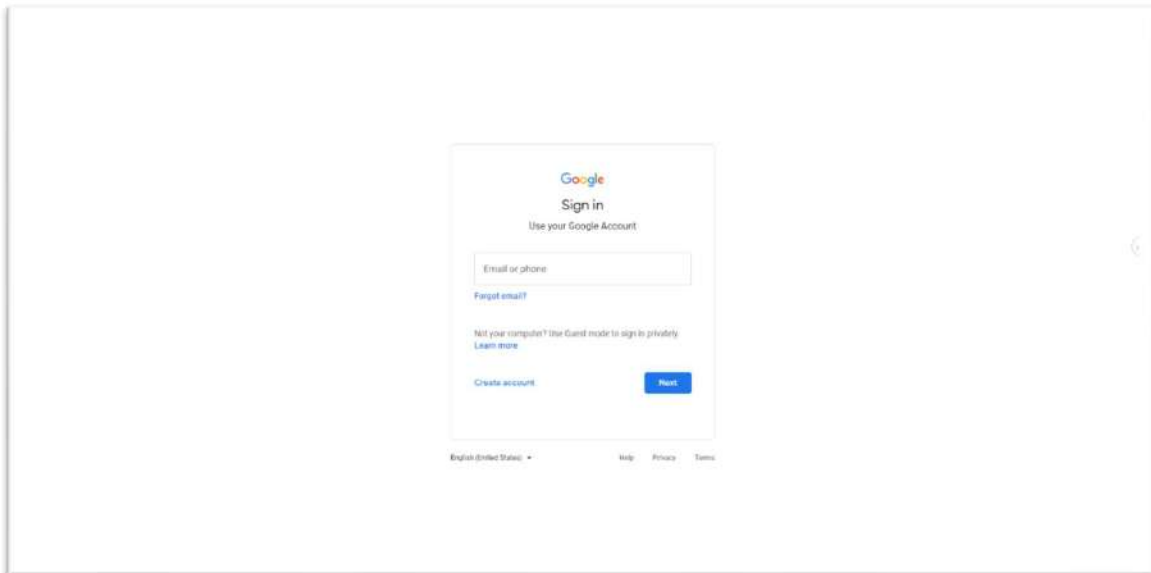 Google
Sign in
Use your Google Account
Email or phone
Forgot email?
Not your computer? Use Guest mode to sign in privately.
Learn more
Create account
Next
English (United States)
Help Privacy Terms